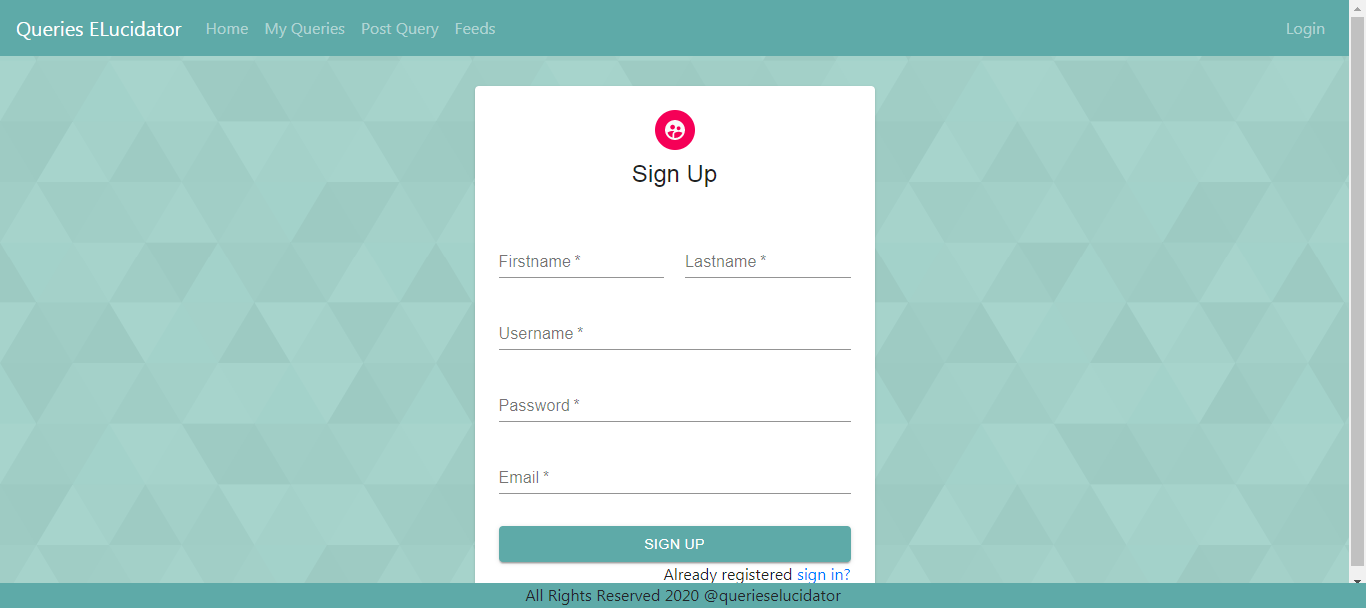 Queries ELucidator Home My Queries Post Query Feeds Login
Sign Up
Firstname * Lastname *
Username *
Password *
Email *
SIGN UP
Already registered sign in?
All Rights Reserved 2020 @querieselucidator